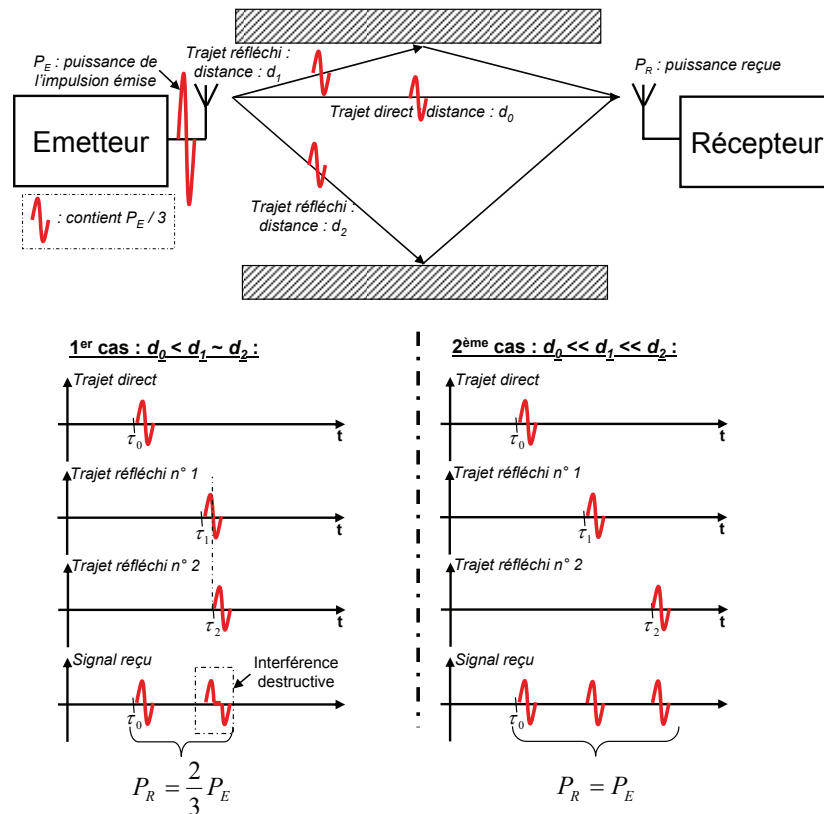 P_E : puissance de
l'impulsion émise
Trajet réfléchi :
distance : d_1
P_R : puissance reçue
Trajet direct distance : d_0
Emetteur
Récepteur
: contient P_E / 3
Trajet réfléchi :
distance : d_2
1er cas : d_0 < d_1 ~ d_2 :
Trajet direct
τ_0
t
Trajet réfléchi n° 1
τ_1
t
Trajet réfléchi n° 2
τ_2
t
Signal reçu
Interférence
destructive
τ_0
t
P_R = 2/3 P_E
2ème cas : d_0 << d_1 << d_2 :
Trajet direct
τ_0
t
Trajet réfléchi n° 1
τ_1
t
Trajet réfléchi n° 2
τ_2
t
Signal reçu
τ_0
t
P_R = P_E